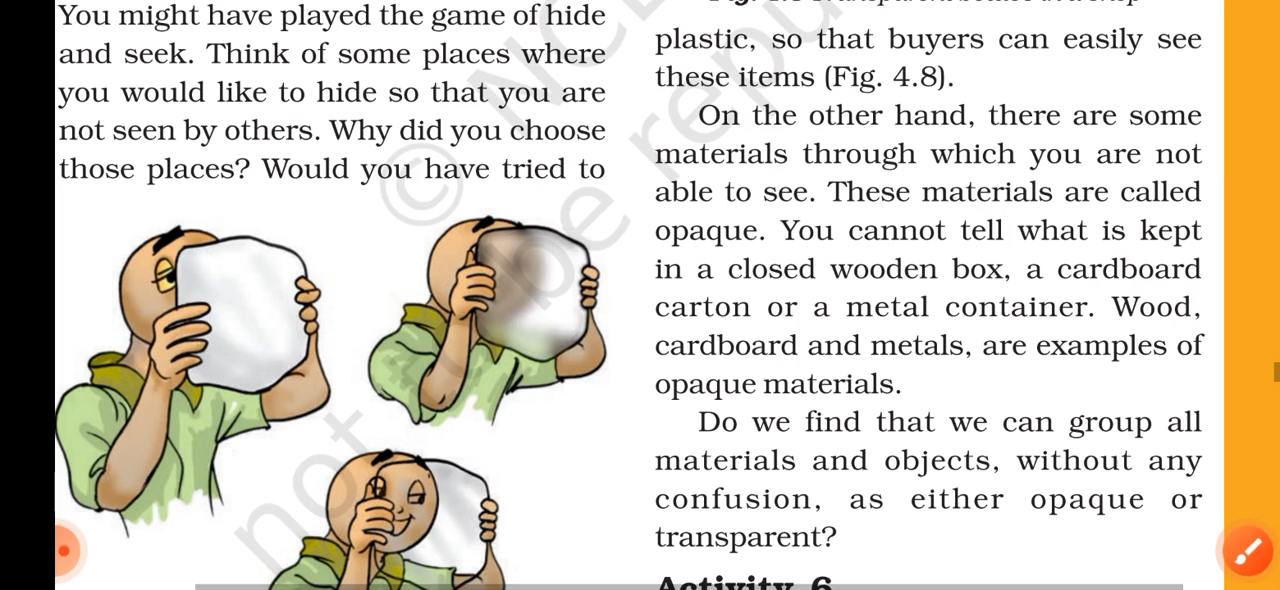 You might have played the game of hide
and seek. Think of some places where
you would like to hide so that you are
not seen by others. Why did you choose
those places? Would you have tried to
plastic, so that buyers can easily see
these items (Fig. 4.8).
On the other hand, there are some
materials through which you are not
able to see. These materials are called
opaque. You cannot tell what is kept
in a closed wooden box, a cardboard
carton or a metal container. Wood,
cardboard and metals, are examples of
opaque materials.
Do we find that we can group all
materials and objects, without any
confusion, as either opaque or
transparent?
Activity 6
©
not
be